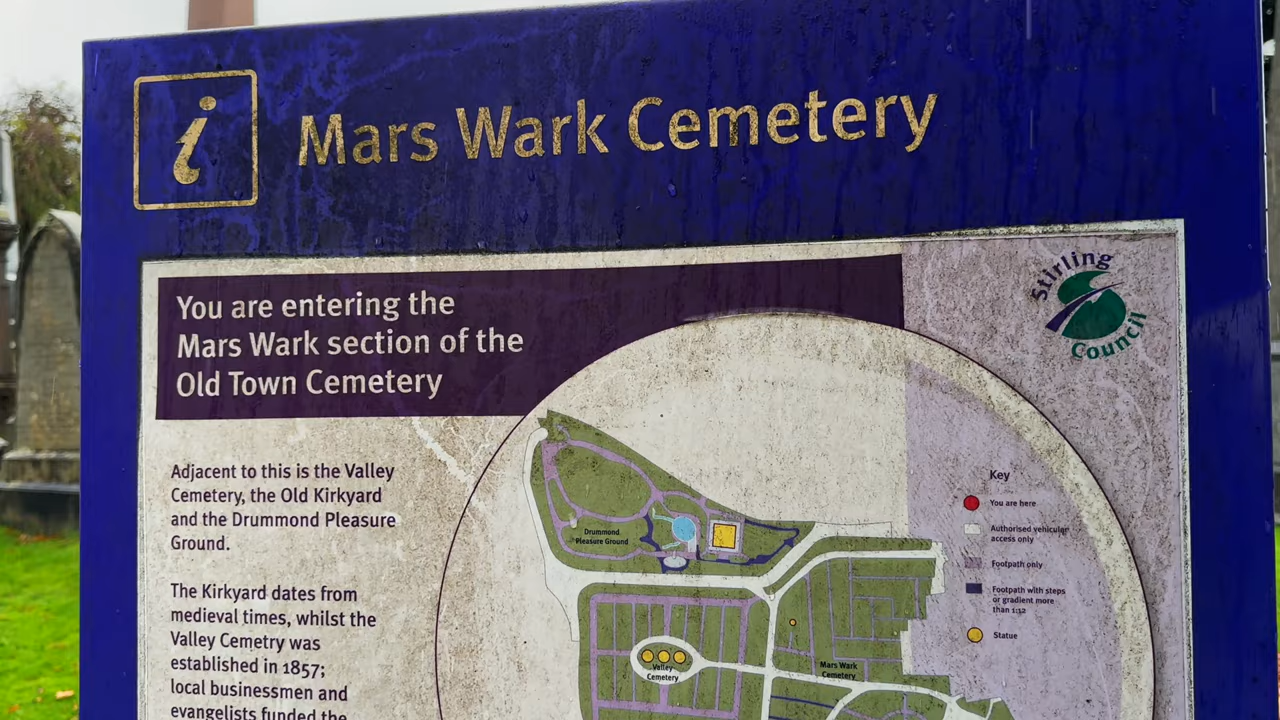 i
Mars Wark Cemetery
Stirling
Council
You are entering the
Mars Wark section of the
Old Town Cemetery
Adjacent to this is the Valley
Cemetery, the Old Kirkyard
and the Drummond Pleasure
Ground.
The Kirkyard dates from
medieval times, whilst the
Valley Cemetry was
established in 1857;
local businessmen and
evangelists funded the
Drummond
Pleasure Ground
Valley
Cemetery
Mars Wark
Cemetery
Key
You are here
Authorised vehicular
access only
Footpath only
Footpath with steps
or gradient more
than 1:12
Statue